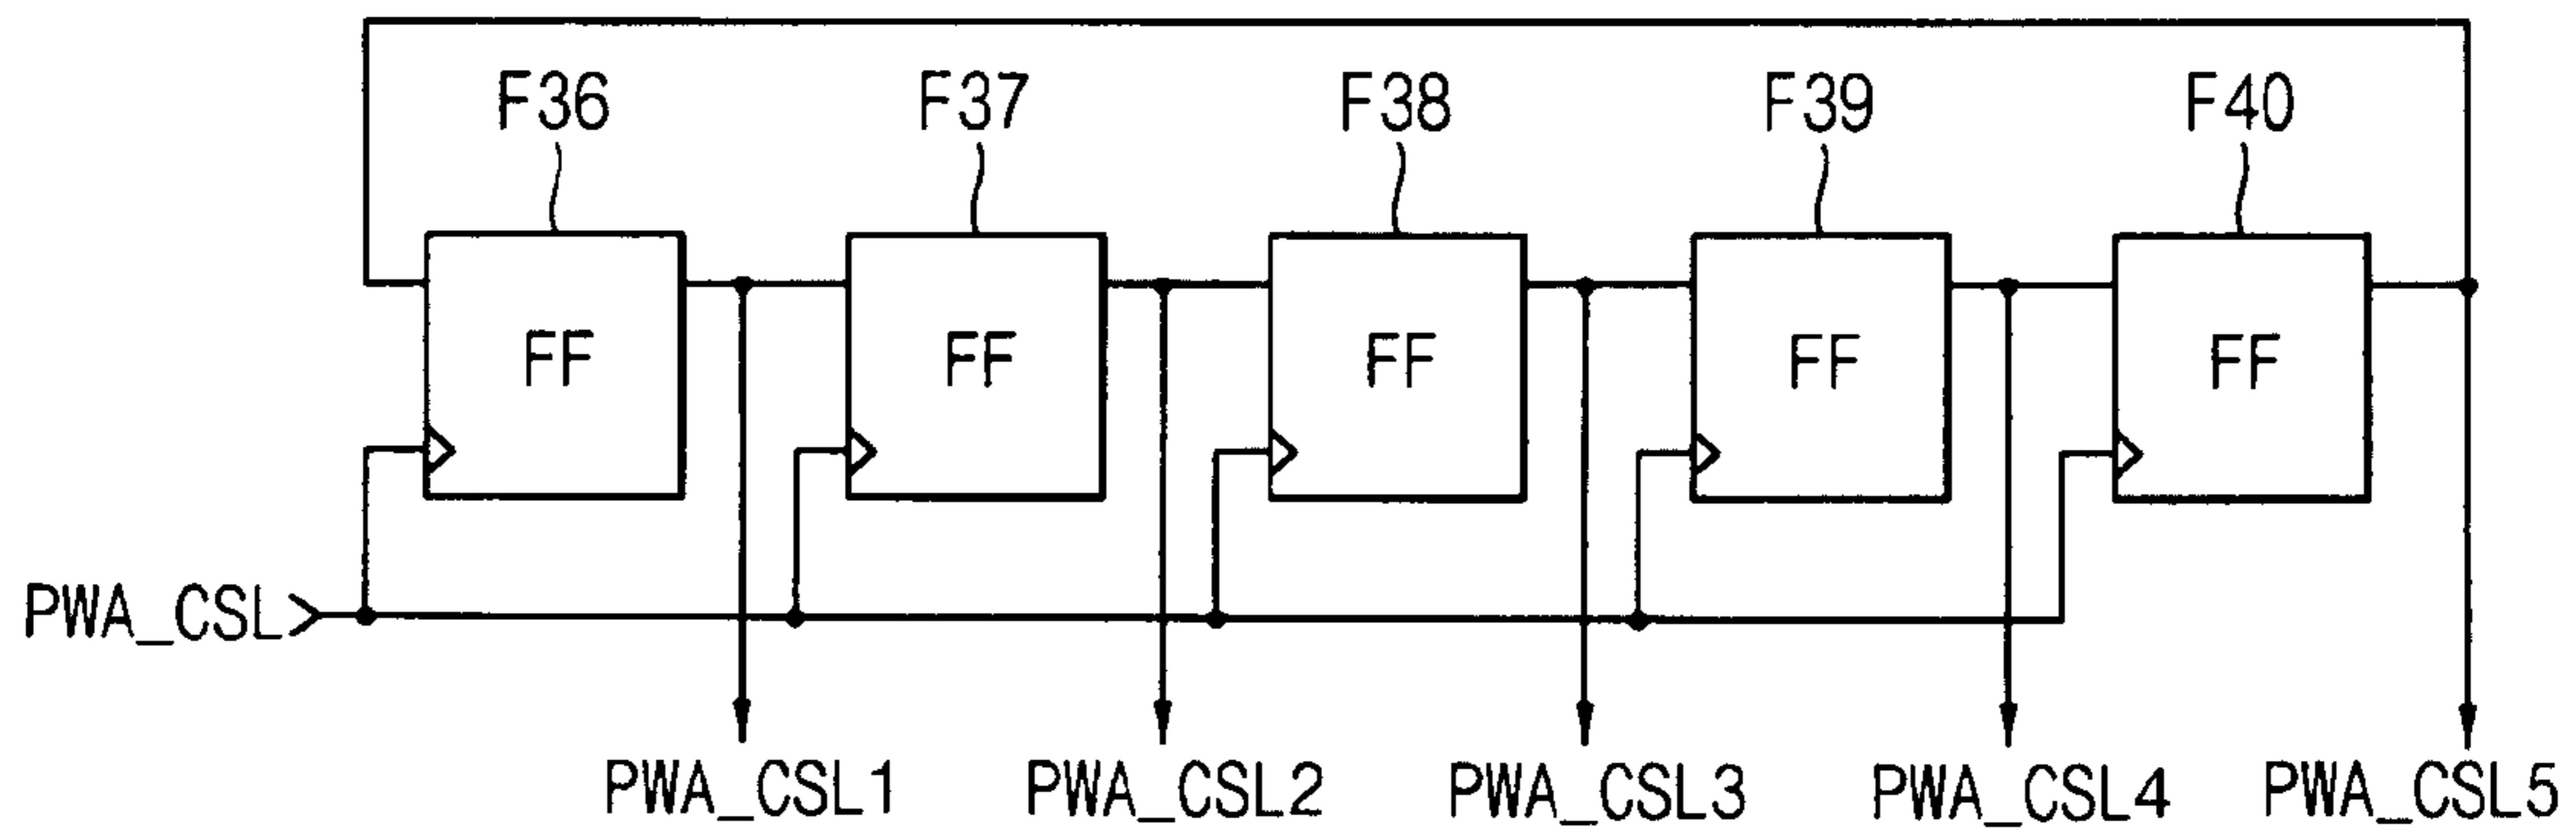 F36 F37 F38 F39 F40
FF FF FF FF FF
PWA_CSL
PWA_CSL1 PWA_CSL2 PWA_CSL3 PWA_CSL4 PWA_CSL5